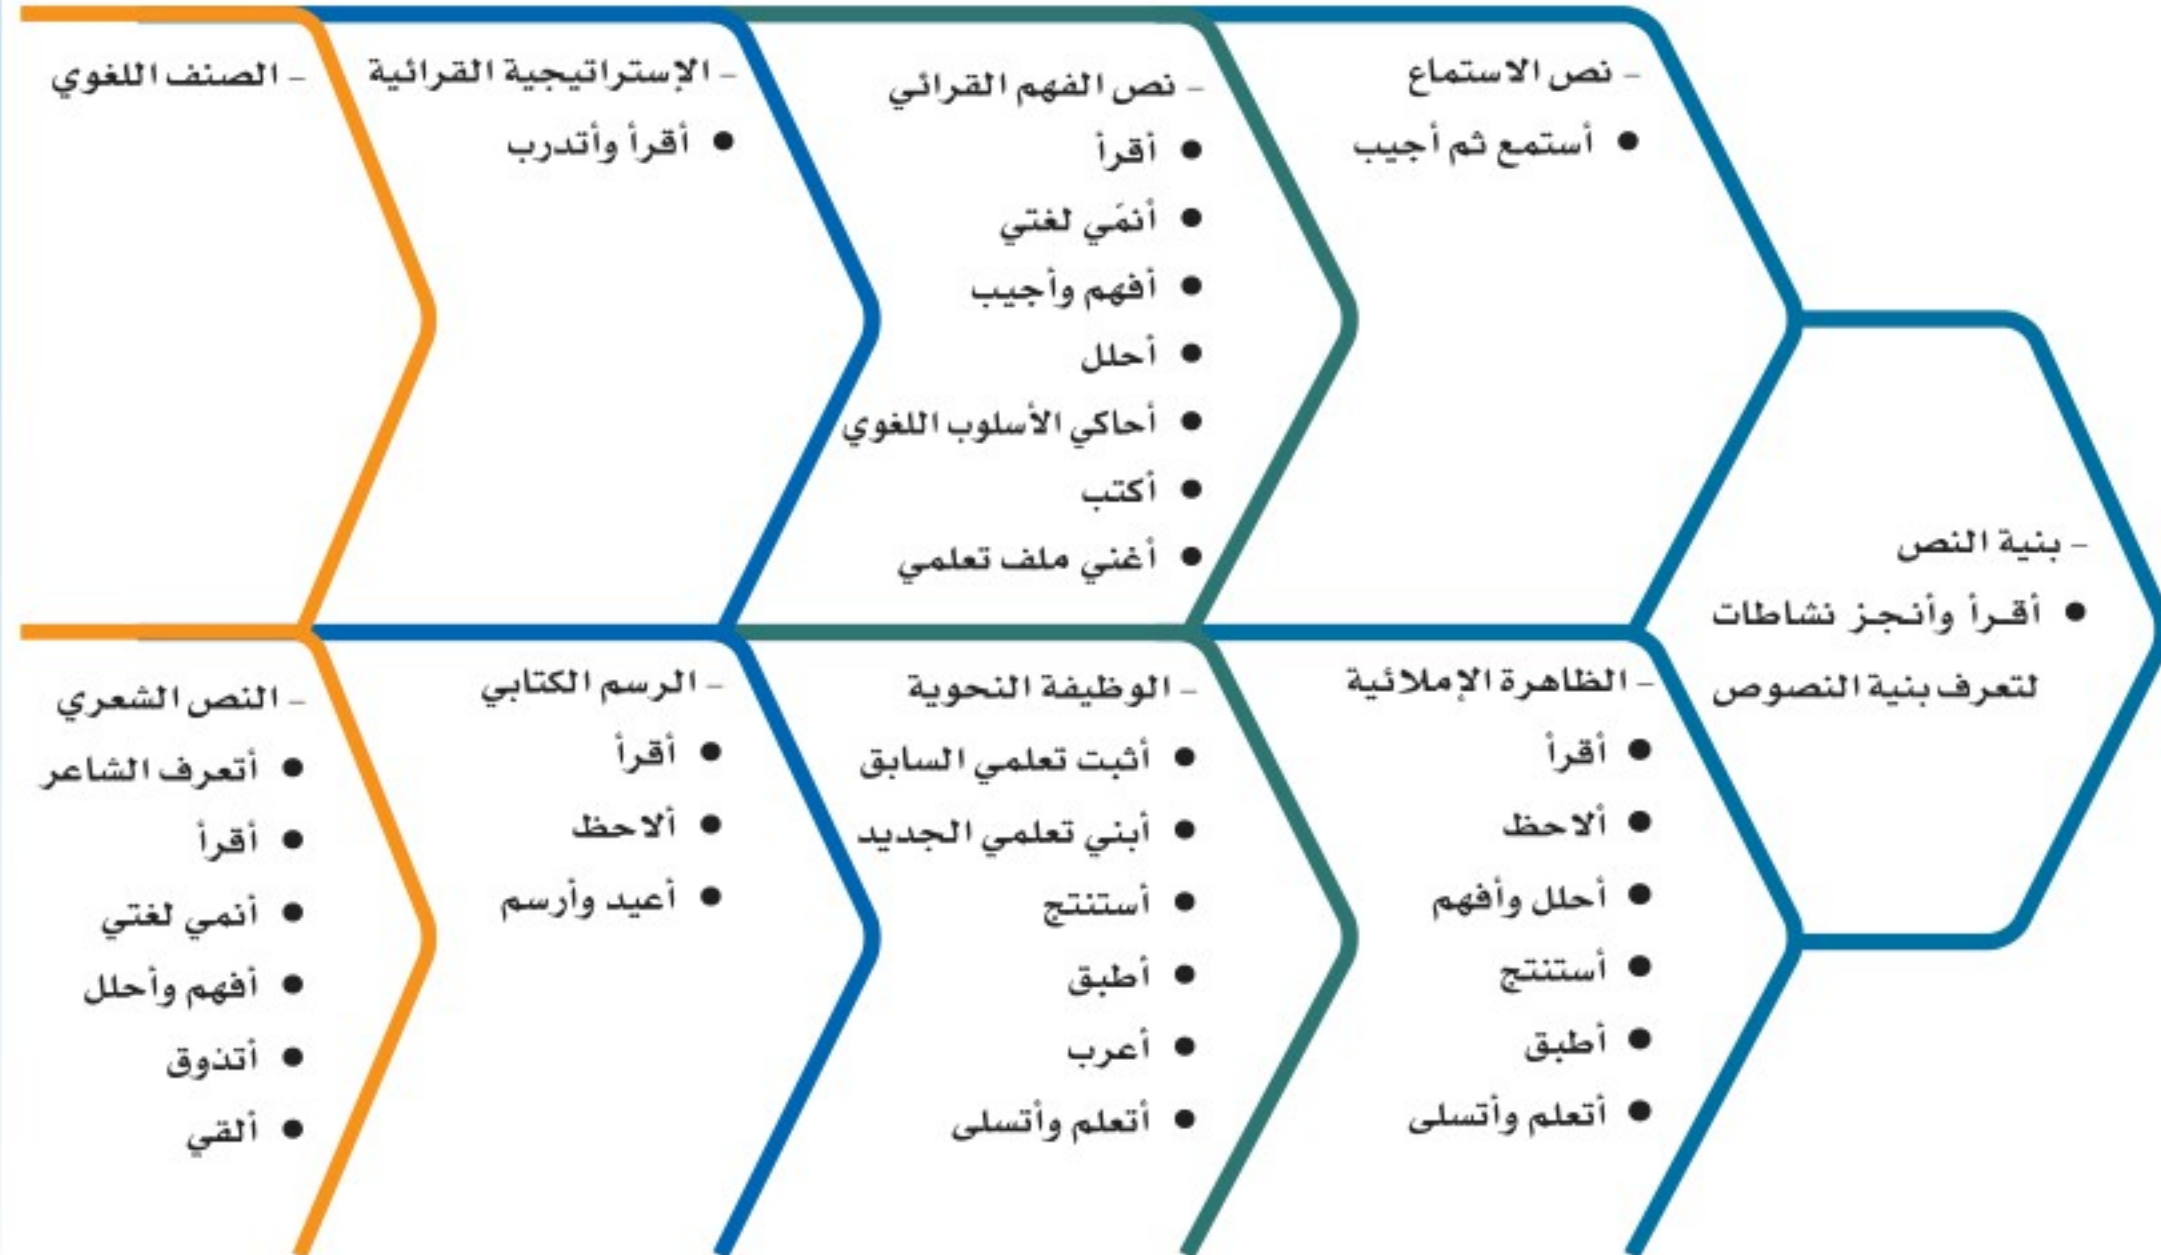 – بنية النص
• أقـرأ وأنجـز نشاطات
لتعرف بنية النصوص
– نص الاستماع
• أستمع ثم أجيب
– نص الفهم القرائي
• أقرأ
• أنمَي لغتي
• أفهم وأجيب
• أحلل
• أحاكي الأسلوب اللغوي
• أكتب
• أغني ملف تعلمي
– الإستراتيجية القرائية
• أقرأ وأتدرب
– الصنف اللغوي
– الظاهرة الإملائية
• أقرأ
• ألاحظ
• أحلل وأفهم
• أستنتج
• أطبق
• أتعلم وأتسلى
– الوظيفة النحوية
• أثبت تعلمي السابق
• أبني تعلمي الجديد
• أستنتج
• أطبق
• أعرب
• أتعلم وأتسلى
– الرسم الكتابي
• أقرأ
• ألاحظ
• أعيد وأرسم
– النص الشعري
• أتعرف الشاعر
• أقرأ
• أنمي لغتي
• أفهم وأحلل
• أتذوق
• ألقي